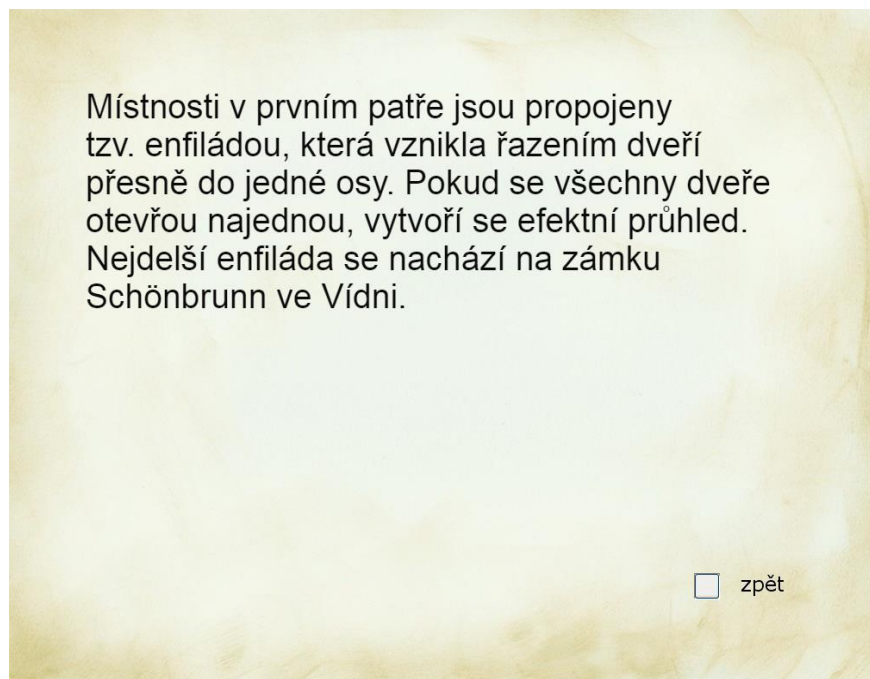 Místnosti v prvním patře jsou propojeny
tzv. enfiládou, která vznikla řazením dveří
přesně do jedné osy. Pokud se všechny dveře
otevřou najednou, vytvoří se efektní průhled.
Nejdelší enfiláda se nachází na zámku
Schönbrunn ve Vídni.
zpět